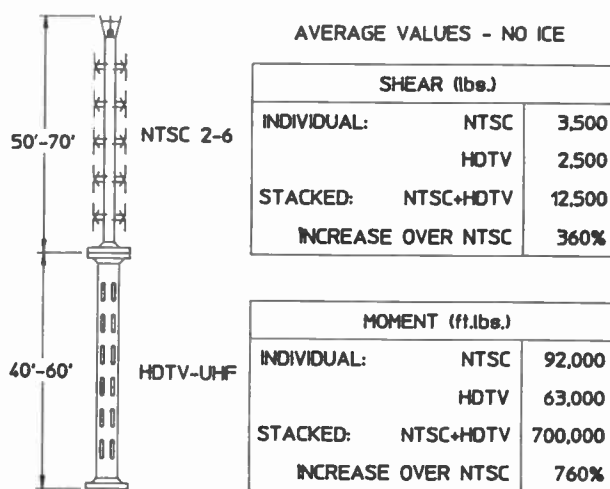 AVERAGE VALUES - NO ICE
50'-70'
NTSC 2-6
40'-60'
HDTV-UHF
SHEAR (lbs.)
INDIVIDUAL: NTSC 3,500
HDTV 2,500
STACKED: NTSC+HDTV 12,500
INCREASE OVER NTSC 360%
MOMENT (ft.lbs.)
INDIVIDUAL: NTSC 92,000
HDTV 63,000
STACKED: NTSC+HDTV 700,000
INCREASE OVER NTSC 760%